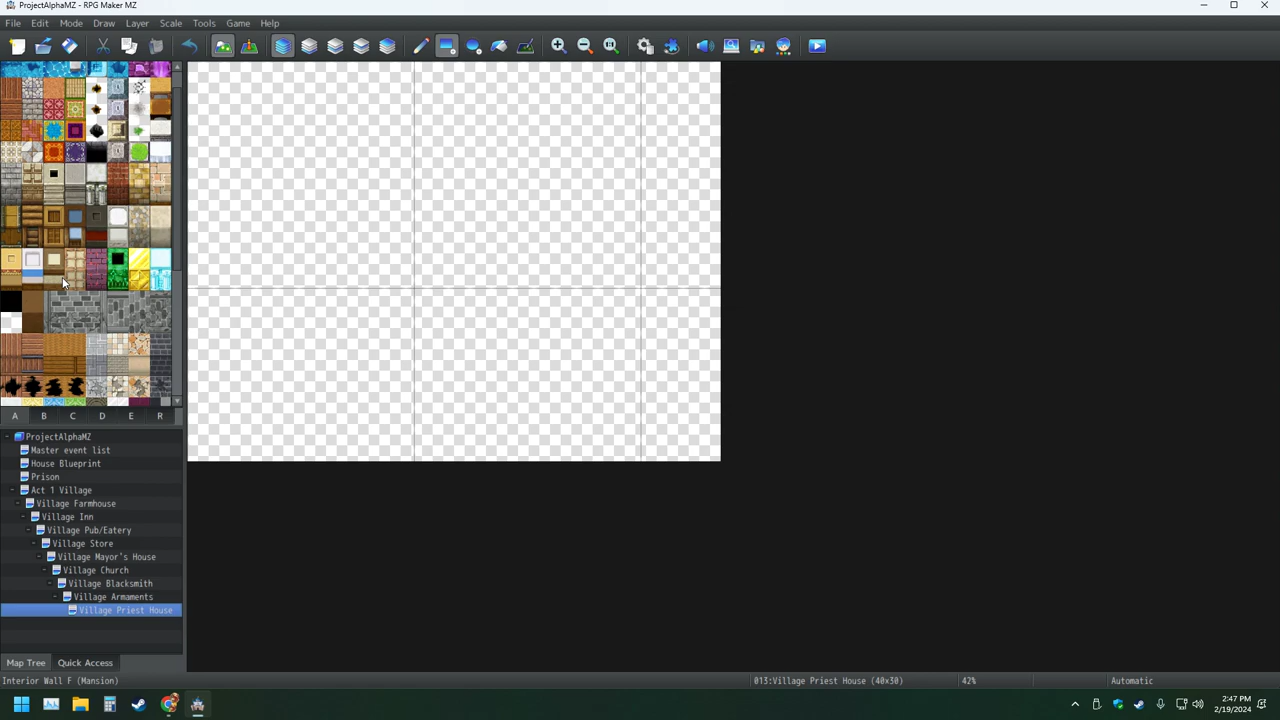 ProjectAlphaMZ - RPG Maker MZ
File Edit Mode Draw Layer Scale Tools Game Help
A B C D E R
ProjectAlphaMZ
Master event list
House Blueprint
Prison
Act 1 Village
Village Farmhouse
Village Inn
Village Pub/Eatery
Village Store
Village Mayor's House
Village Church
Village Blacksmith
Village Armaments
Village Priest House
Map Tree Quick Access
Interior Wall F (Mansion) 013:Village Priest House (40x30) 42% Automatic
2:47 PM
2/19/2024